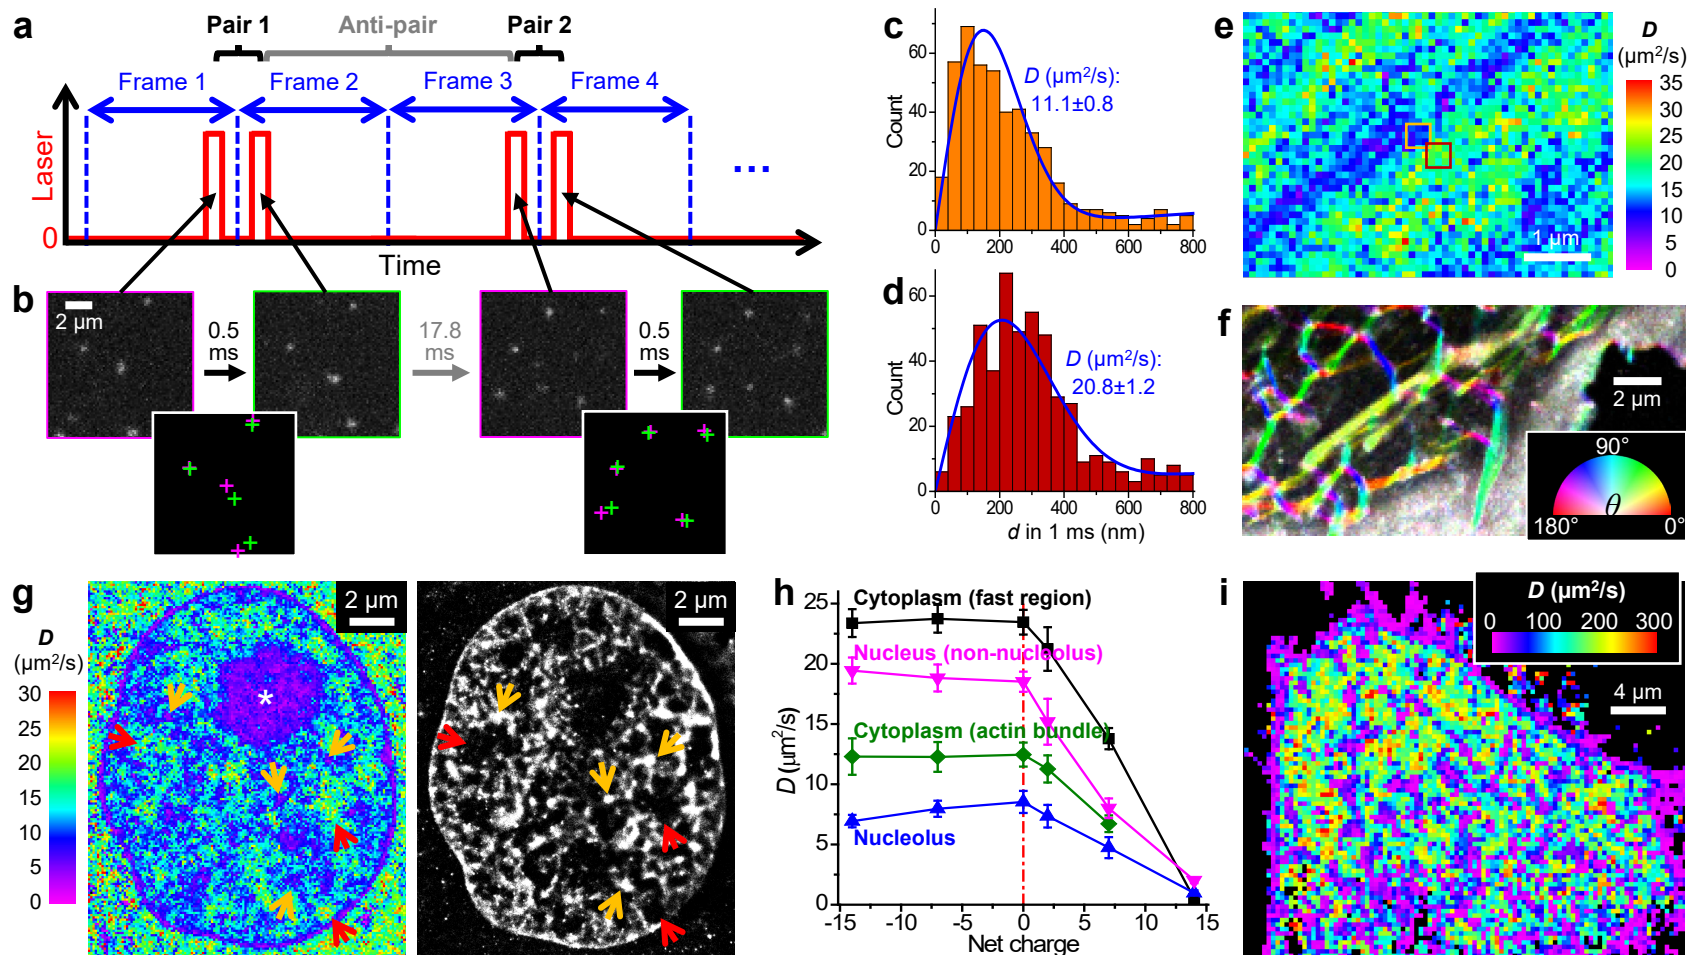 a
Pair 1
Anti-pair
Pair 2
Frame 1
Frame 2
Frame 3
Frame 4
Laser
0
...
Time
b
2 µm
0.5
ms
17.8
ms
0.5
ms
c
Count
60
40
20
0
D (µm²/s):
11.1±0.8
0 200 400 600 800
d
Count
60
40
20
0
D (µm²/s):
20.8±1.2
0 200 400 600 800
d in 1 ms (nm)
e
1 µm
D
(µm²/s)
35
30
25
20
15
10
5
0
f
2 µm
90°
θ
180°
0°
g
D
(µm²/s)
30
25
20
15
10
5
0
2 µm
*
2 µm
h
D (µm²/s)
25
20
15
10
5
0
Cytoplasm (fast region)
Nucleus (non-nucleolus)
Cytoplasm (actin bundle)
Nucleolus
-15 -10 -5 0 5 10 15
Net charge
i
D (µm²/s)
0 100 200 300
4 µm